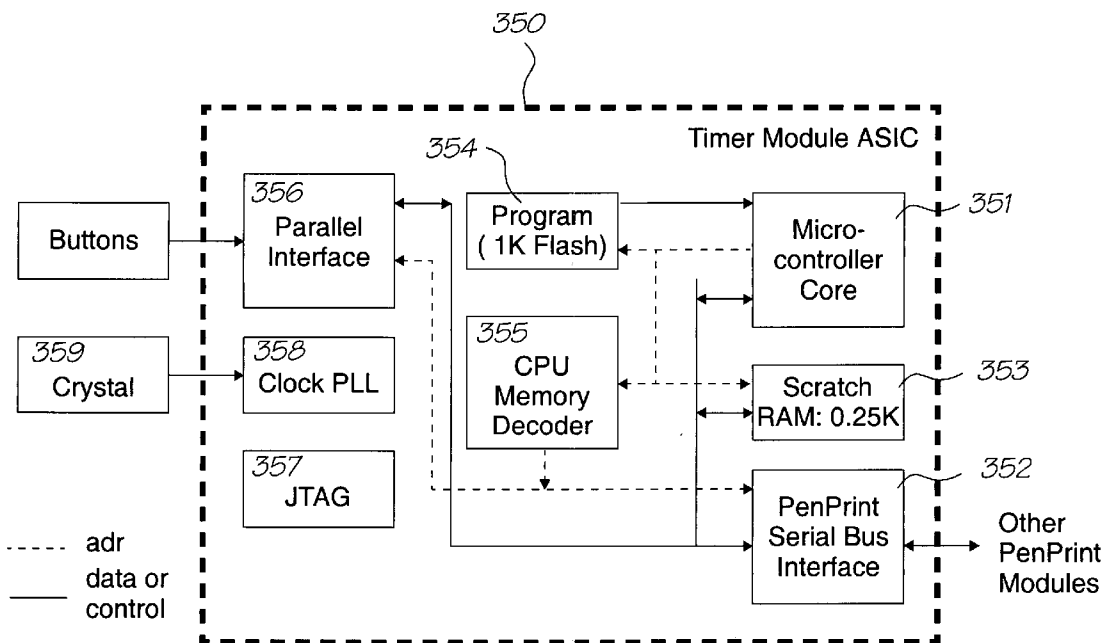 350
Timer Module ASIC
354
356
Parallel
Interface
Program
( 1K Flash)
351
Micro-
controller
Core
Buttons
355
CPU
Memory
Decoder
359
Crystal
358
Clock PLL
353
Scratch
RAM: 0.25K
357
JTAG
352
PenPrint
Serial Bus
Interface
Other
PenPrint
Modules
adr
data or
control